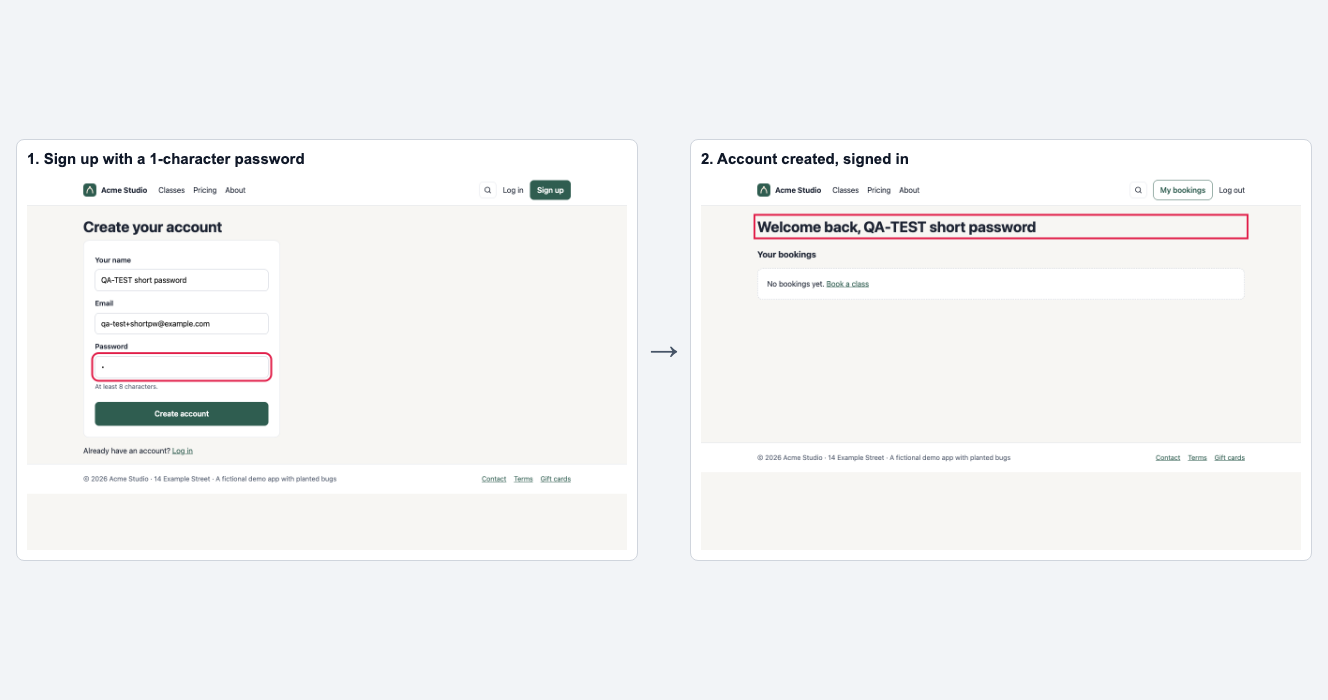 1. Sign up with a 1-character password
Acme Studio Classes Pricing About Log in Sign up
Create your account
Your name
QA-TEST short password
Email
qa-test+shortpw@example.com
Password
•
At least 8 characters.
Create account
Already have an account? Log in
© 2026 Acme Studio · 14 Example Street · A fictional demo app with planted bugs Contact Terms Gift cards
→
2. Account created, signed in
Acme Studio Classes Pricing About My bookings Log out
Welcome back, QA-TEST short password
Your bookings
No bookings yet. Book a class
© 2026 Acme Studio · 14 Example Street · A fictional demo app with planted bugs Contact Terms Gift cards